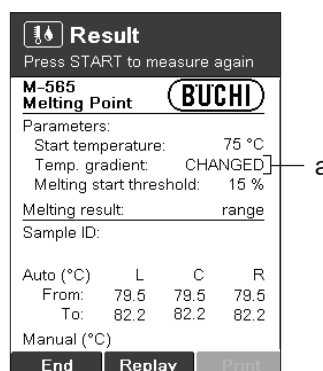 Result
Press START to measure again
M-565
Melting Point
BÜCHI
Parameters:
Start temperature: 75 °C
Temp. gradient: CHANGED
a
Melting start threshold: 15 %
Melting result: range
Sample ID:
Auto (°C) L C R
From: 79.5 79.5 79.5
To: 82.2 82.2 82.2
Manual (°C)
End Replay Print